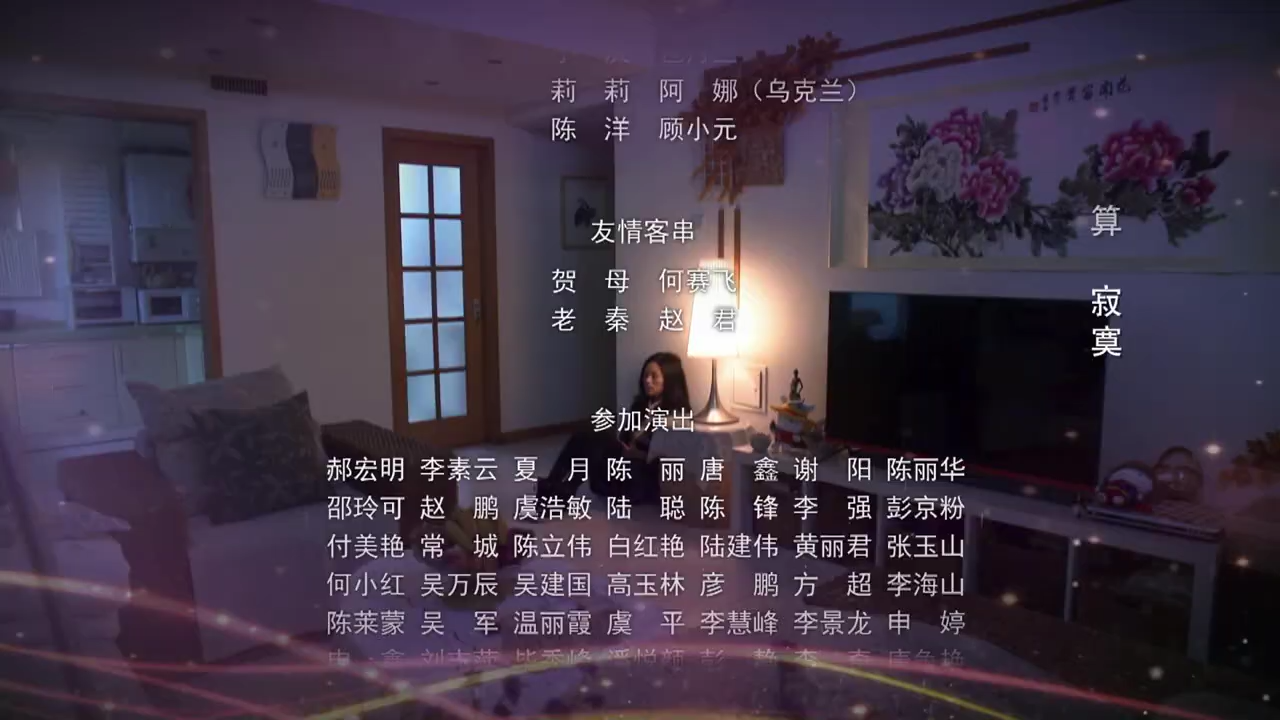 莉　莉　阿　娜（乌克兰）
陈　洋　顾小元
友情客串
贺　母　何赛飞
老　秦　赵　君
参加演出
郝宏明 李素云 夏　月 陈　丽 唐　鑫 谢　阳 陈丽华
邵玲可 赵　鹏 虞浩敏 陆　聪 陈　锋 李　强 彭京粉
付美艳 常　城 陈立伟 白红艳 陆建伟 黄丽君 张玉山
何小红 吴万辰 吴建国 高玉林 彦　鹏 方　超 李海山
陈莱蒙 吴　军 温丽霞 虞　平 李慧峰 李景龙 申　婷
算　寂寞